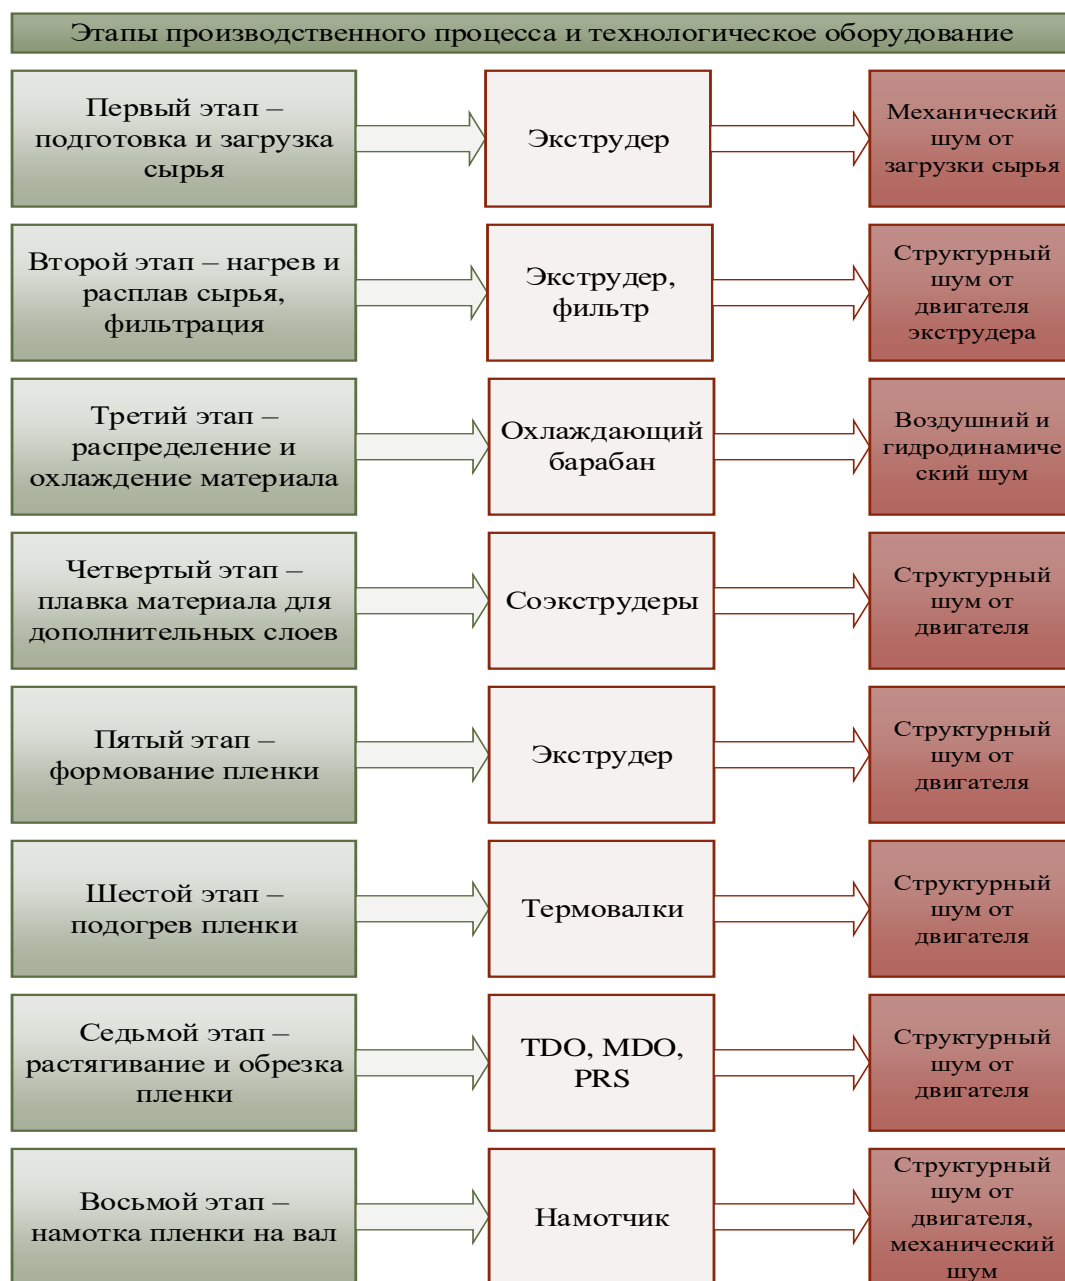 Этапы производственного процесса и технологическое оборудование
Первый этап –
подготовка и загрузка
сырья
Экструдер
Механический
шум от
загрузки сырья
Второй этап – нагрев и
расплав сырья,
фильтрация
Экструдер,
фильтр
Структурный
шум от
двигателя
экструдера
Третий этап –
распределение и
охлаждение материала
Охлаждающий
барабан
Воздушний и
гидродинамиче
ский шум
Четвертый этап –
плавка материала для
дополнительных слоев
Соэкструдеры
Структурный
шум от
двигателя
Пятый этап –
формование пленки
Экструдер
Структурный
шум от
двигателя
Шестой этап –
подогрев пленки
Термовалки
Структурный
шум от
двигателя
Седьмой этап –
растягивание и обрезка
пленки
TDO, MDO,
PRS
Структурный
шум от
двигателя
Восьмой этап –
намотка пленки на вал
Намотчик
Структурный
шум от
двигателя,
механический
шум